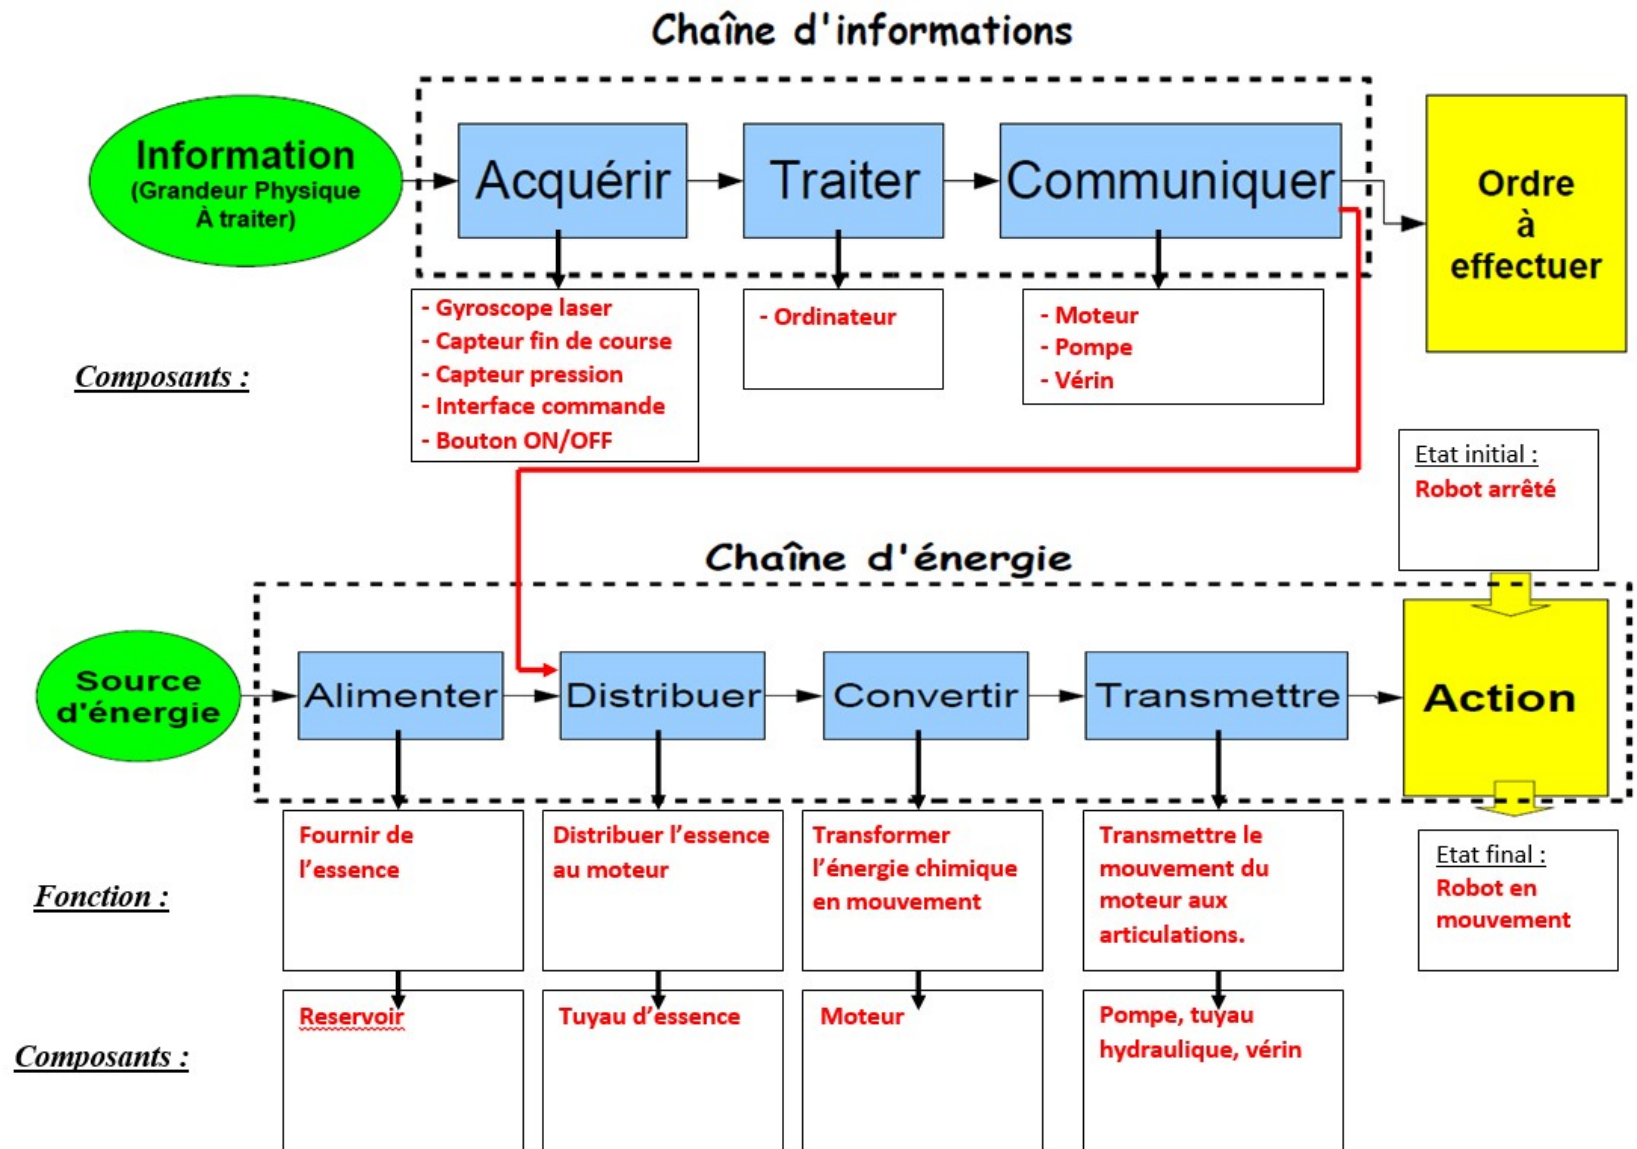 Chaîne d'informations
Information
(Grandeur Physique
À traiter)
Acquérir
Traiter
Communiquer
Ordre
à
effectuer
Composants :
- Gyroscope laser
- Capteur fin de course
- Capteur pression
- Interface commande
- Bouton ON/OFF
- Ordinateur
- Moteur
- Pompe
- Vérin
Etat initial :
Robot arrêté
Chaîne d'énergie
Source
d'énergie
Alimenter
Distribuer
Convertir
Transmettre
Action
Fonction :
Fournir de
l’essence
Distribuer l’essence
au moteur
Transformer
l’énergie chimique
en mouvement
Transmettre le
mouvement du
moteur aux
articulations.
Etat final :
Robot en
mouvement
Composants :
Reservoir
Tuyau d’essence
Moteur
Pompe, tuyau
hydraulique, vérin